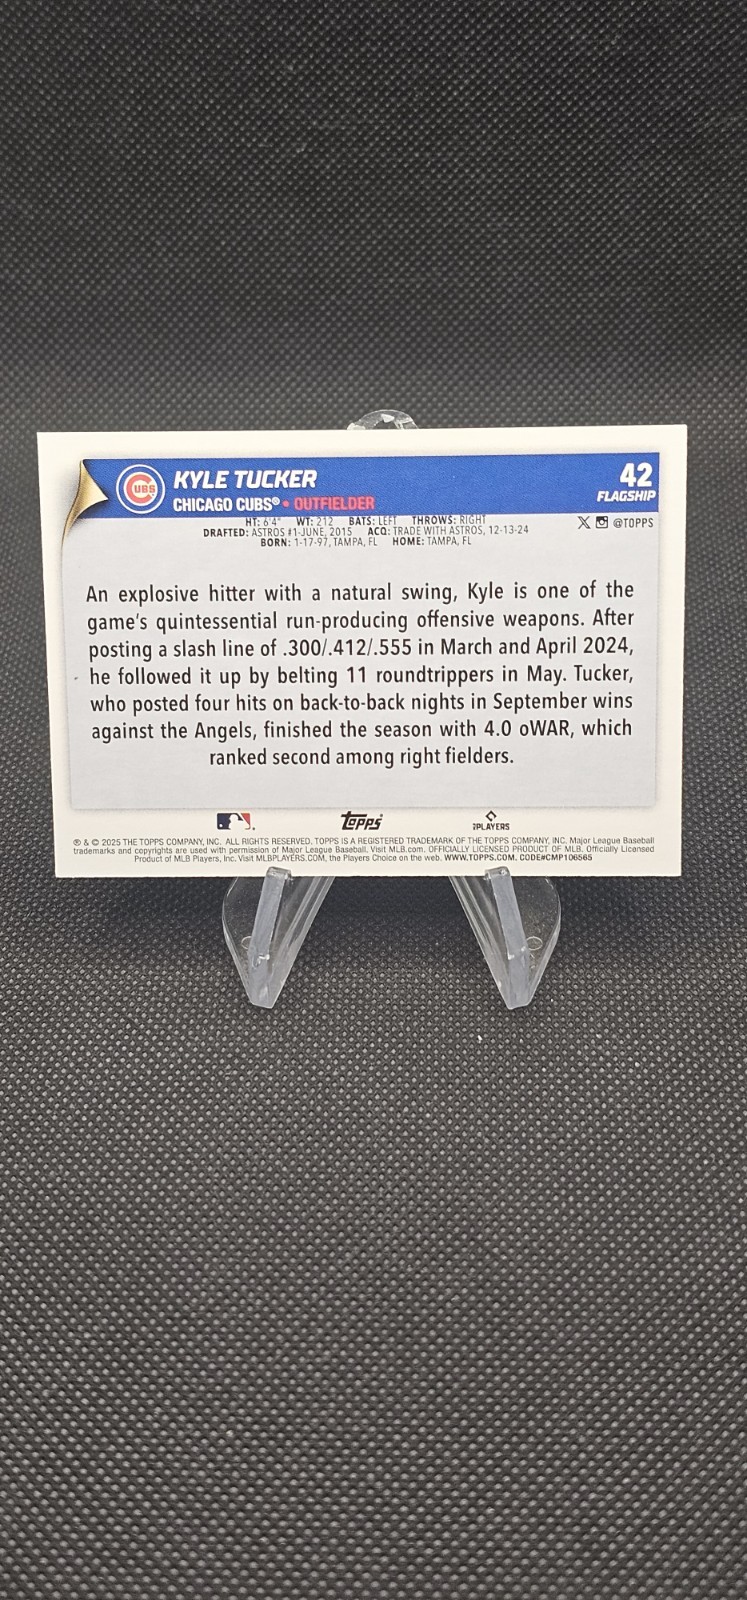 CUBS
KYLE TUCKER
CHICAGO CUBS® • OUTFIELDER
42
FLAGSHIP
HT: 6'4" WT: 212 BATS: LEFT THROWS: RIGHT
DRAFTED: ASTROS #1-JUNE, 2015 ACQ: TRADE WITH ASTROS, 12-13-24
BORN: 1-17-97, TAMPA, FL HOME: TAMPA, FL
X @TOPPS
An explosive hitter with a natural swing, Kyle is one of the
game's quintessential run-producing offensive weapons. After
posting a slash line of .300/.412/.555 in March and April 2024,
he followed it up by belting 11 roundtrippers in May. Tucker,
who posted four hits on back-to-back nights in September wins
against the Angels, finished the season with 4.0 oWAR, which
ranked second among right fielders.
Topps
PLAYERS
® & © 2025 THE TOPPS COMPANY, INC. ALL RIGHTS RESERVED. TOPPS IS A REGISTERED TRADEMARK OF THE TOPPS COMPANY, INC. Major League Baseball
trademarks and copyrights are used with permission of Major League Baseball. Visit MLB.com. OFFICIALLY LICENSED PRODUCT OF MLB. Officially Licensed
Product of MLB Players, Inc. Visit MLBPLAYERS.COM, the Players Choice on the web. WWW.TOPPS.COM. CODE#CMP106565